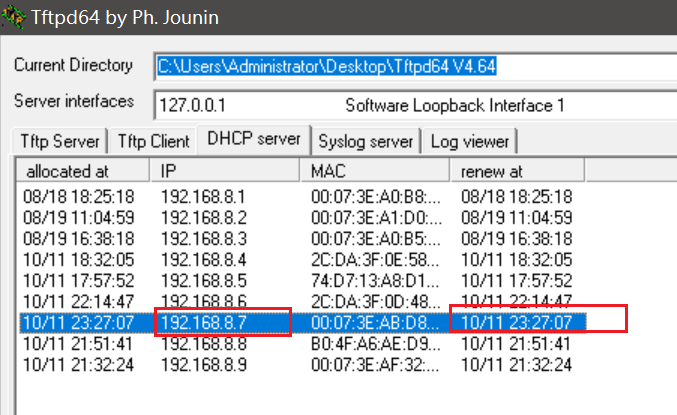 Tftpd64 by Ph. Jounin
Current Directory C:\Users\Administrator\Desktop\Tftpd64 V4.64
Server interfaces 127.0.0.1 Software Loopback Interface 1
Tftp Server Tftp Client DHCP server Syslog server Log viewer
allocated at IP MAC renew at
08/18 18:25:18 192.168.8.1 00:07:3E:A0:B8:... 08/18 18:25:18
08/19 11:04:59 192.168.8.2 00:07:3E:A1:D0:... 08/19 11:04:59
08/19 16:38:18 192.168.8.3 00:07:3E:A0:B5:... 08/19 16:38:18
10/11 18:32:05 192.168.8.4 2C:DA:3F:0E:58... 10/11 18:32:05
10/11 17:57:52 192.168.8.5 74:D7:13:A8:D1... 10/11 17:57:52
10/11 22:14:47 192.168.8.6 2C:DA:3F:0D:48... 10/11 22:14:47
10/11 23:27:07 192.168.8.7 00:07:3E:AB:D8... 10/11 23:27:07
10/11 21:51:41 192.168.8.8 B0:4F:A6:AE:D9... 10/11 21:51:41
10/11 21:32:24 192.168.8.9 00:07:3E:AF:32:... 10/11 21:32:24